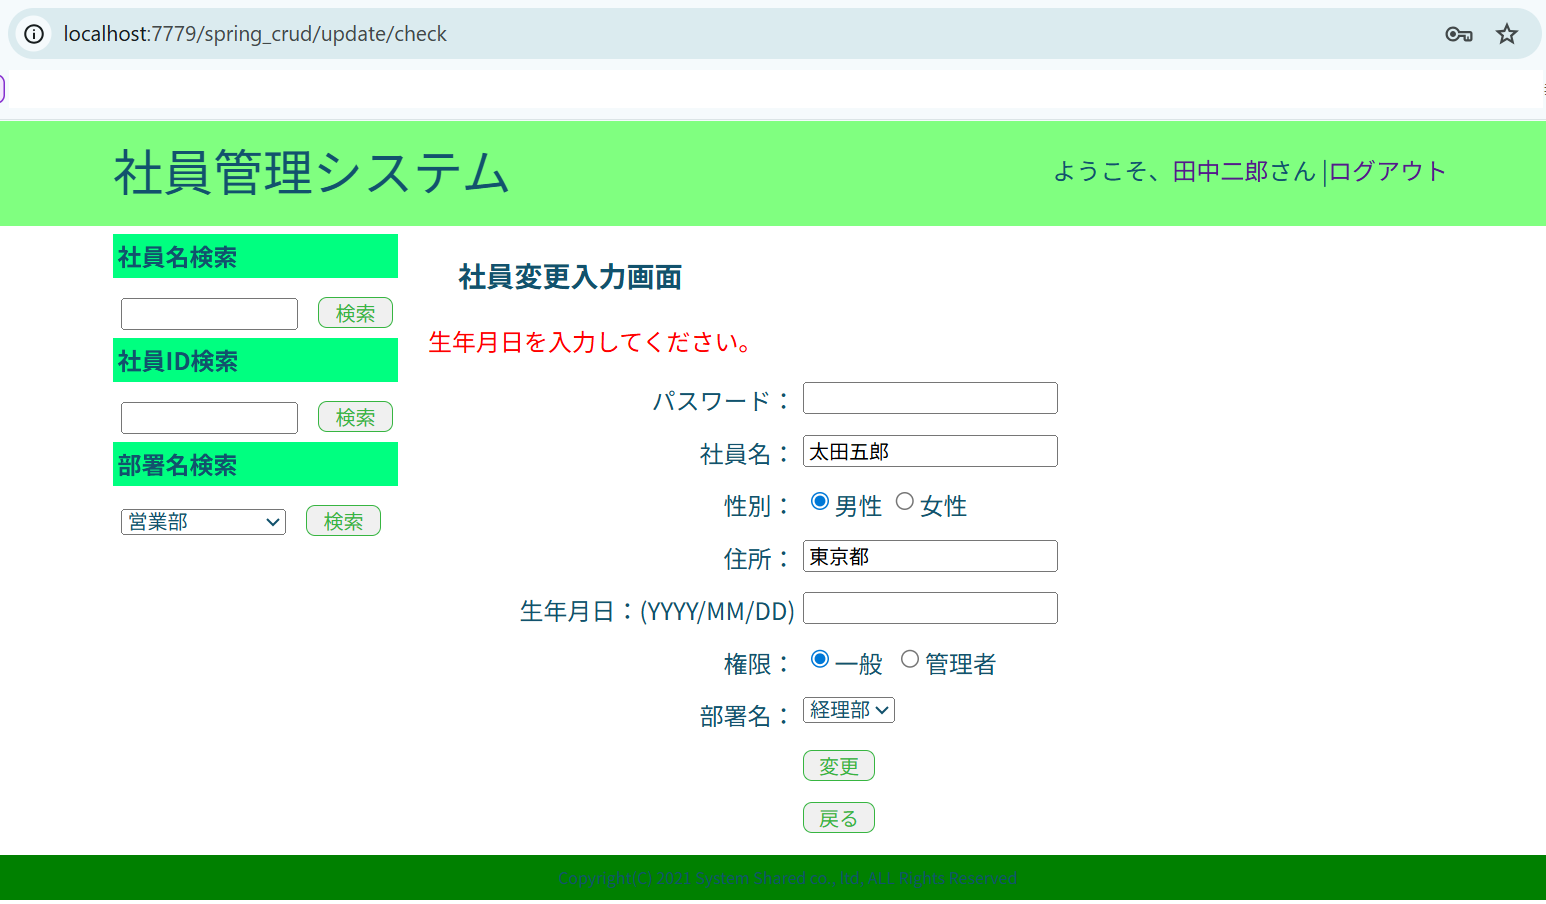 localhost:7779/spring_crud/update/check
社員管理システム
ようこそ、田中二郎さん |ログアウト
社員名検索
検索
社員ID検索
検索
部署名検索
営業部
検索
社員変更入力画面
生年月日を入力してください。
パスワード：
社員名：
太田五郎
性別：
男性
女性
住所：
東京都
生年月日：(YYYY/MM/DD)
権限：
一般
管理者
部署名：
経理部
変更
戻る
Copyright(C) 2021 System Shared co., ltd, ALL Rights Reserved